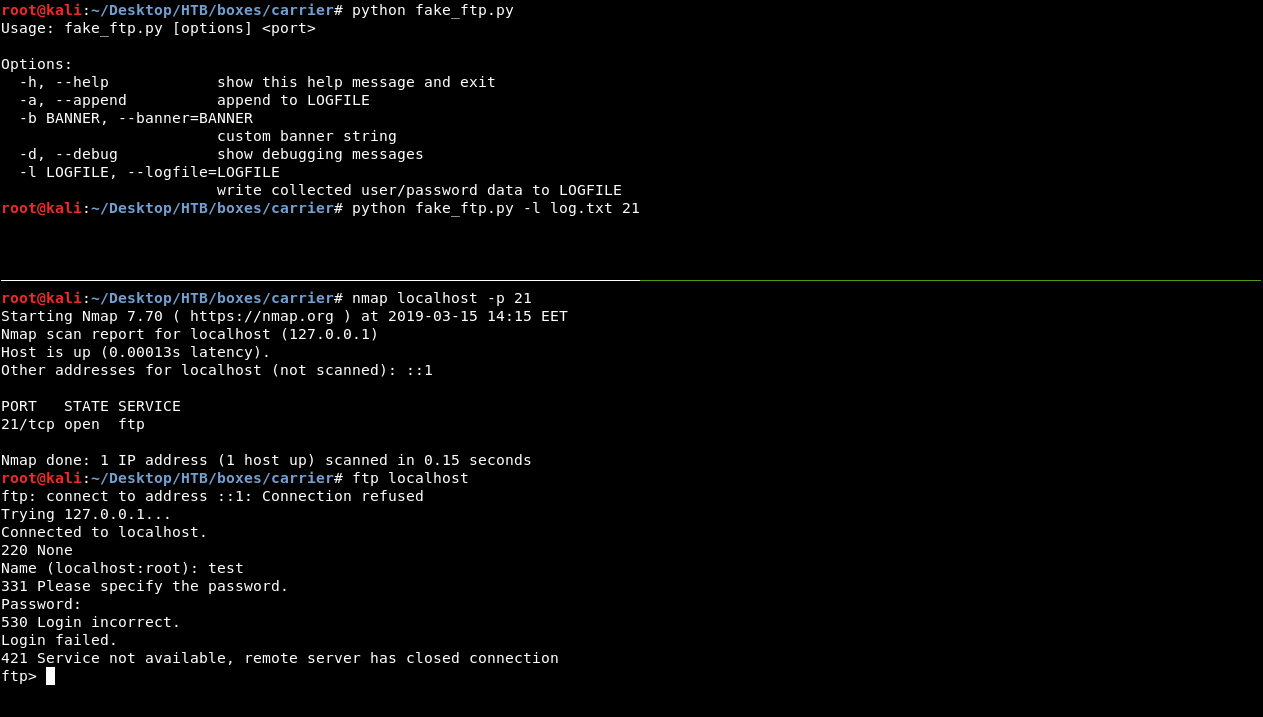 root@kali:~/Desktop/HTB/boxes/carrier# python fake_ftp.py
Usage: fake_ftp.py [options] <port>
Options:
-h, --help            show this help message and exit
-a, --append          append to LOGFILE
-b BANNER, --banner=BANNER
custom banner string
-d, --debug           show debugging messages
-l LOGFILE, --logfile=LOGFILE
write collected user/password data to LOGFILE
root@kali:~/Desktop/HTB/boxes/carrier# python fake_ftp.py -l log.txt 21
root@kali:~/Desktop/HTB/boxes/carrier# nmap localhost -p 21
Starting Nmap 7.70 ( https://nmap.org ) at 2019-03-15 14:15 EET
Nmap scan report for localhost (127.0.0.1)
Host is up (0.00013s latency).
Other addresses for localhost (not scanned): ::1
PORT   STATE SERVICE
21/tcp open  ftp
Nmap done: 1 IP address (1 host up) scanned in 0.15 seconds
root@kali:~/Desktop/HTB/boxes/carrier# ftp localhost
ftp: connect to address ::1: Connection refused
Trying 127.0.0.1...
Connected to localhost.
220 None
Name (localhost:root): test
331 Please specify the password.
Password:
530 Login incorrect.
Login failed.
421 Service not available, remote server has closed connection
ftp>